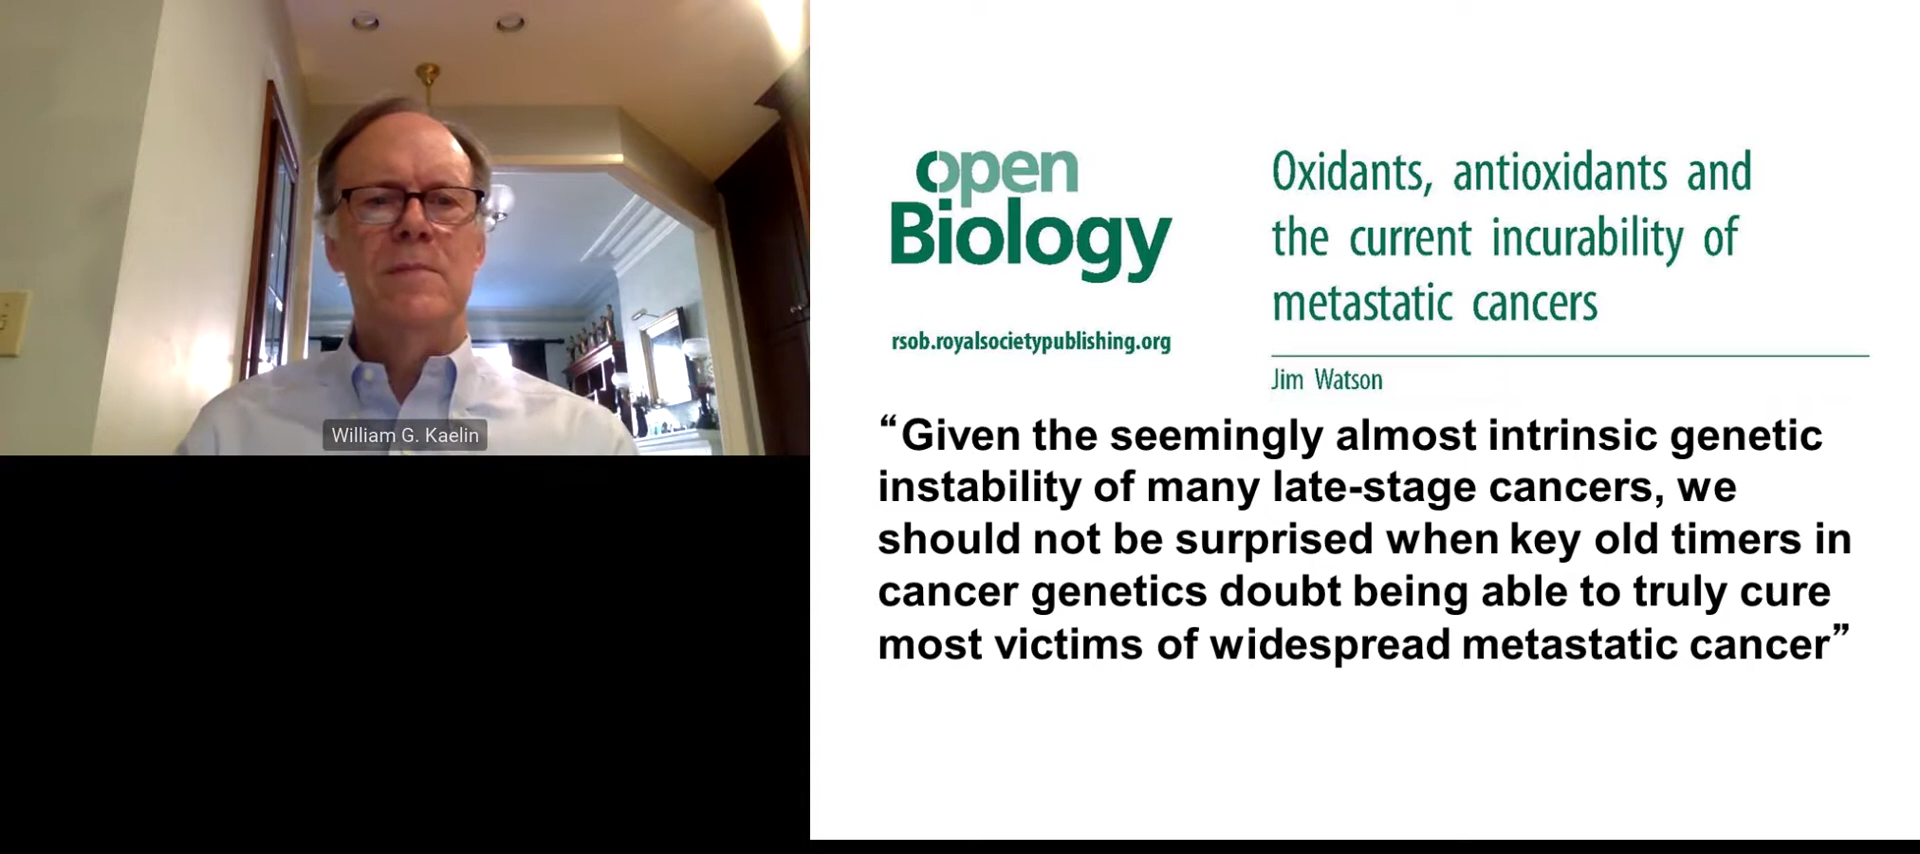 William G. Kaelin
open
Biology
rsob.royalsocietypublishing.org
Oxidants, antioxidants and
the current incurability of
metastatic cancers
Jim Watson
“Given the seemingly almost intrinsic genetic
instability of many late-stage cancers, we
should not be surprised when key old timers in
cancer genetics doubt being able to truly cure
most victims of widespread metastatic cancer”